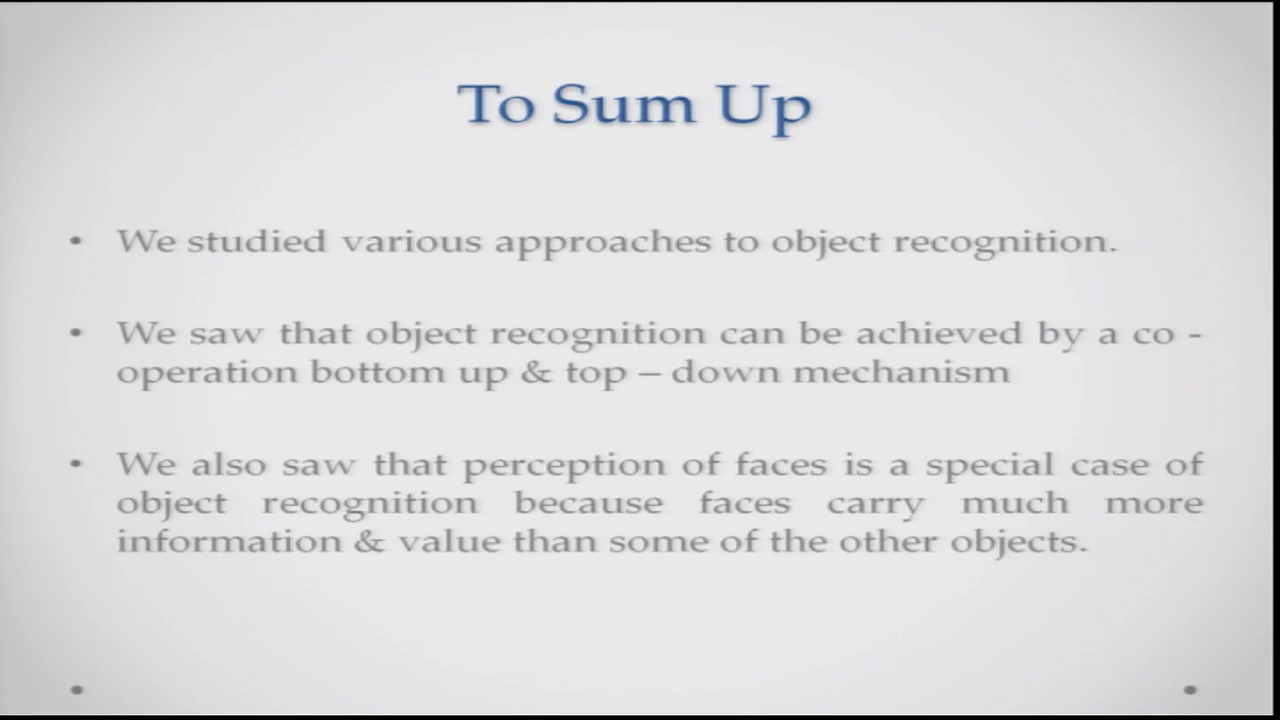 To Sum Up
• We studied various approaches to object recognition.
• We saw that object recognition can be achieved by a co -
operation bottom up & top – down mechanism
• We also saw that perception of faces is a special case of
object recognition because faces carry much more
information & value than some of the other objects.